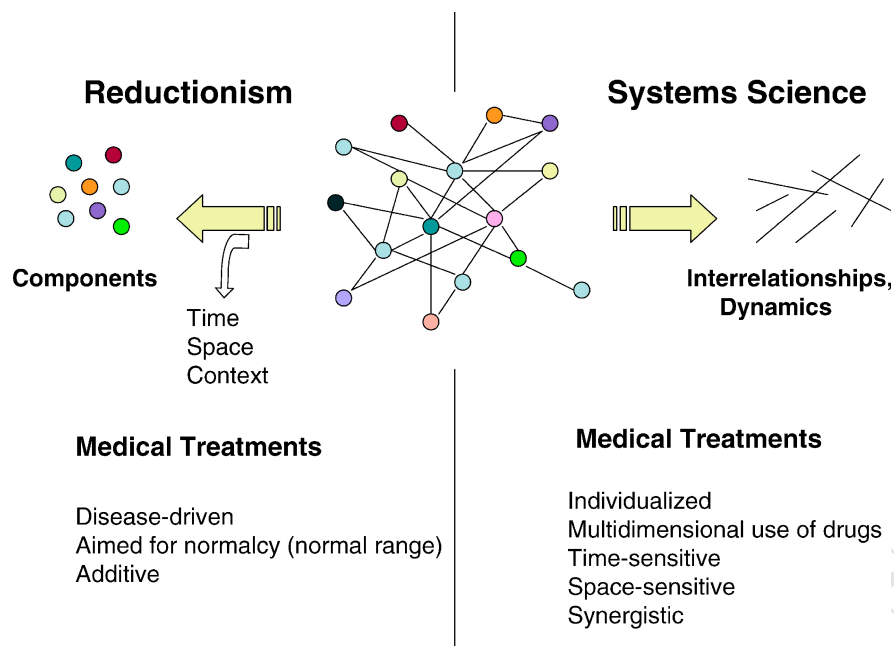 Reductionism
Components
Time
Space
Context
Medical Treatments
Disease-driven
Aimed for normalcy (normal range)
Additive
Systems Science
Interrelationships,
Dynamics
Medical Treatments
Individualized
Multidimensional use of drugs
Time-sensitive
Space-sensitive
Synergistic